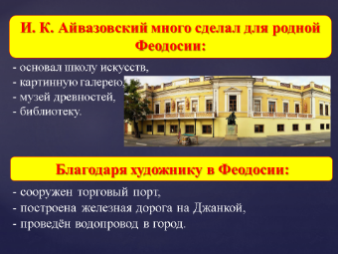 И. К. Айвазовский много сделал для родной
Феодосии:
- основал школу искусств,
- картинную галерею,
- музей древностей,
- библиотеку.
Благодаря художнику в Феодосии:
- сооружен торговый порт,
- построена железная дорога на Джанкой,
- проведён водопровод в город.